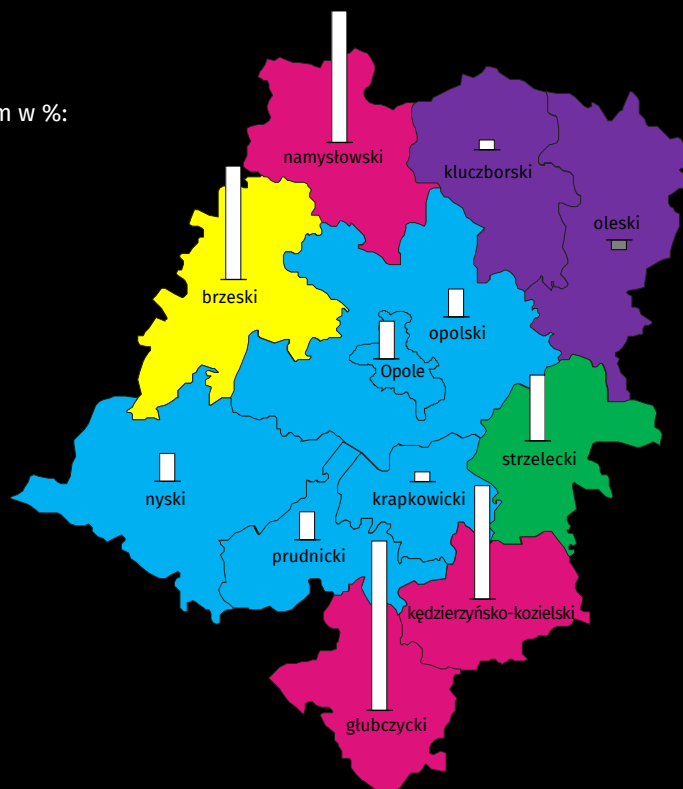 m w %:
namysłowski
kluczborski
oleski
brzeski
opolski
Opole
strzelecki
nyski
krapkowicki
prudnicki
kędzierzyńsko-kozielski
głubczycki